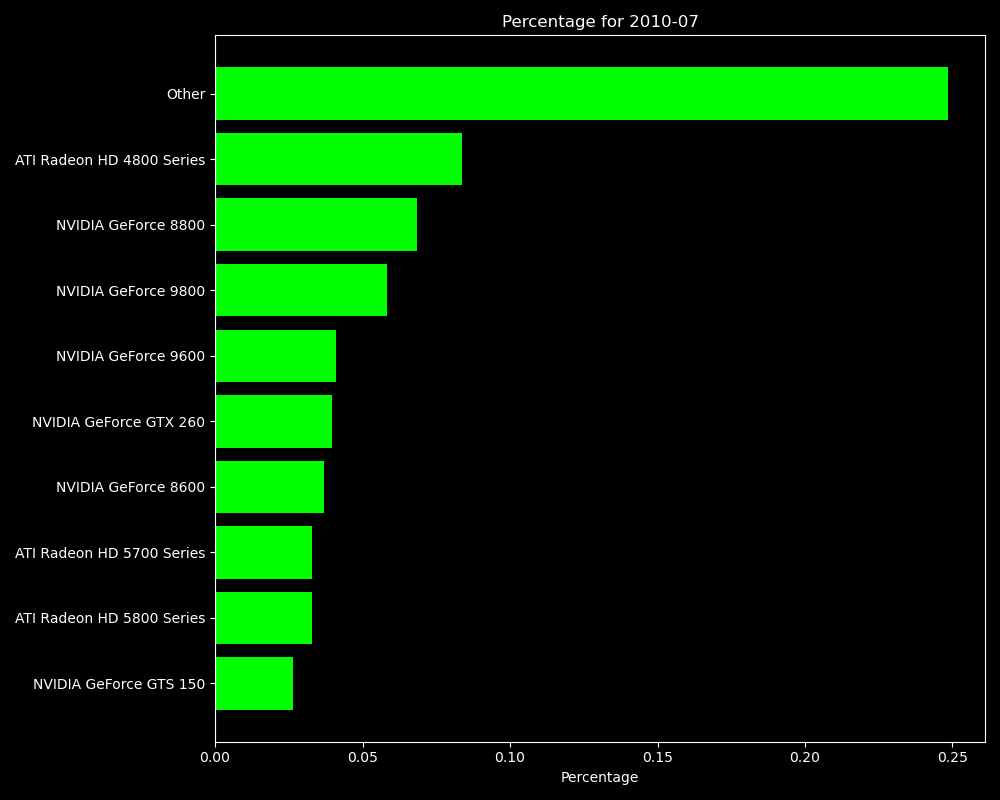 Percentage for 2010-07
Other
ATI Radeon HD 4800 Series
NVIDIA GeForce 8800
NVIDIA GeForce 9800
NVIDIA GeForce 9600
NVIDIA GeForce GTX 260
NVIDIA GeForce 8600
ATI Radeon HD 5700 Series
ATI Radeon HD 5800 Series
NVIDIA GeForce GTS 150
0.00 0.05 0.10 0.15 0.20 0.25
Percentage